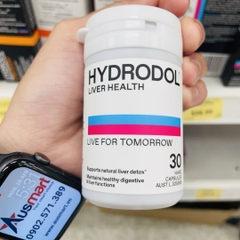 HYDRODOL
LIVER HEALTH
LIVE FOR TOMORROW
Supports natural liver detox*
Maintains healthy digestive
& liver functions
30
HARD
CAPSULES
Ausmart
0902.571.389